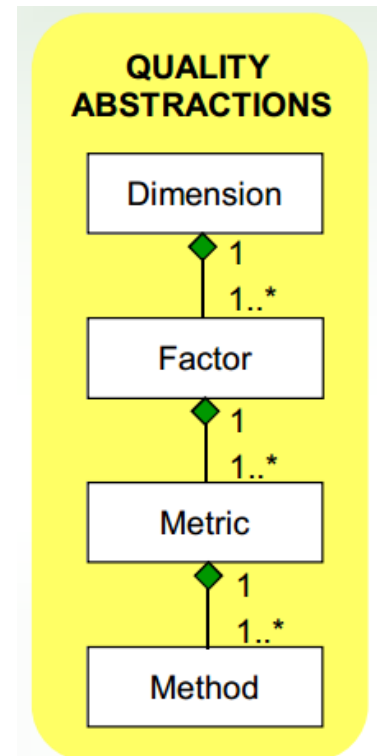 QUALITY
ABSTRACTIONS
Dimension
1
1..*
Factor
1
1..*
Metric
1
1..*
Method